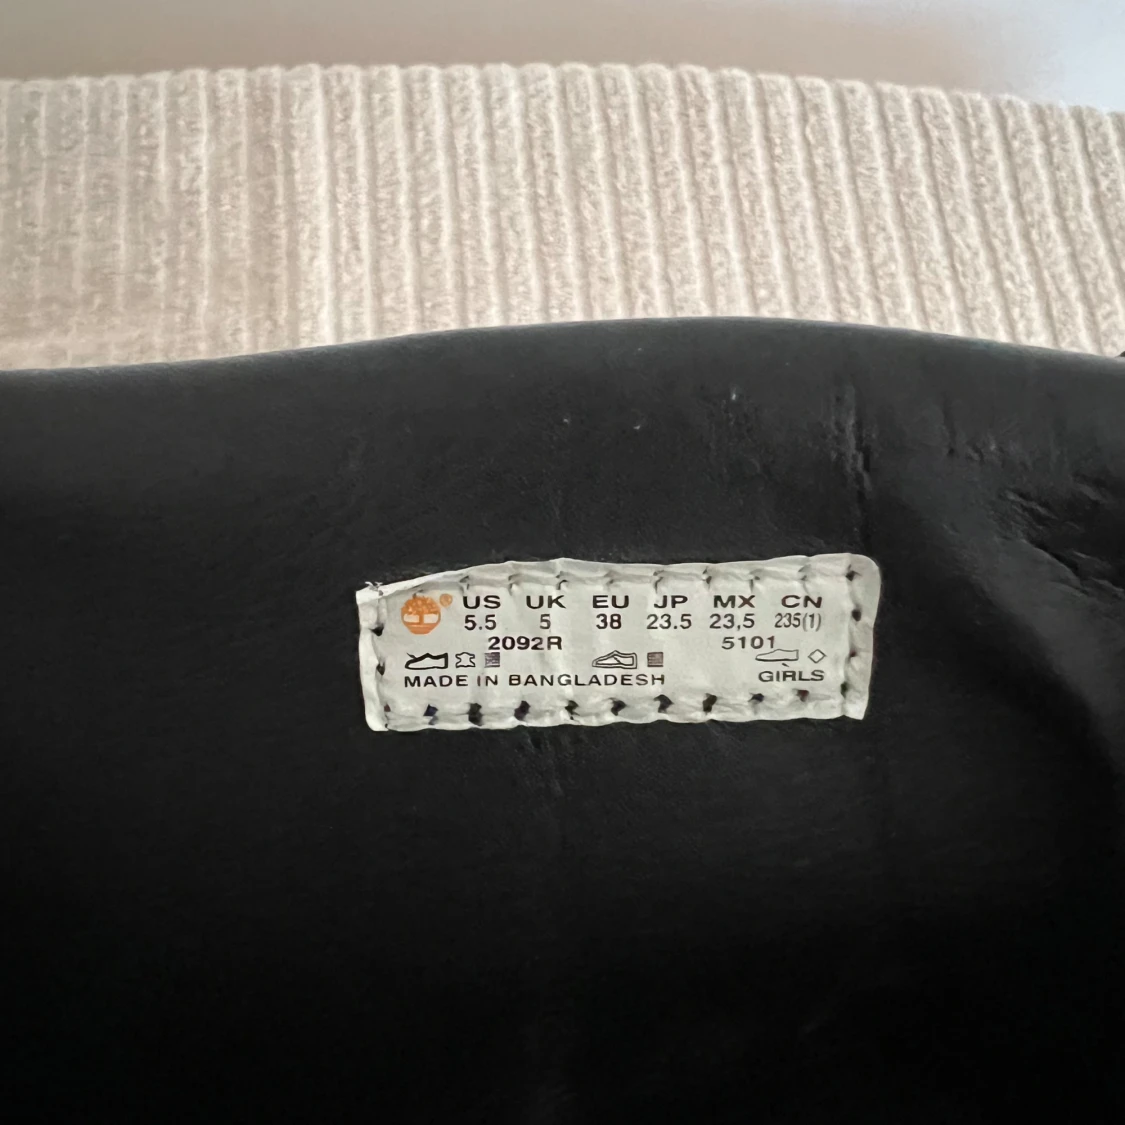 ® US UK EU JP MX CN
5.5 5 38 23.5 23,5 235(1)
2092R 5101
MADE IN BANGLADESH GIRLS